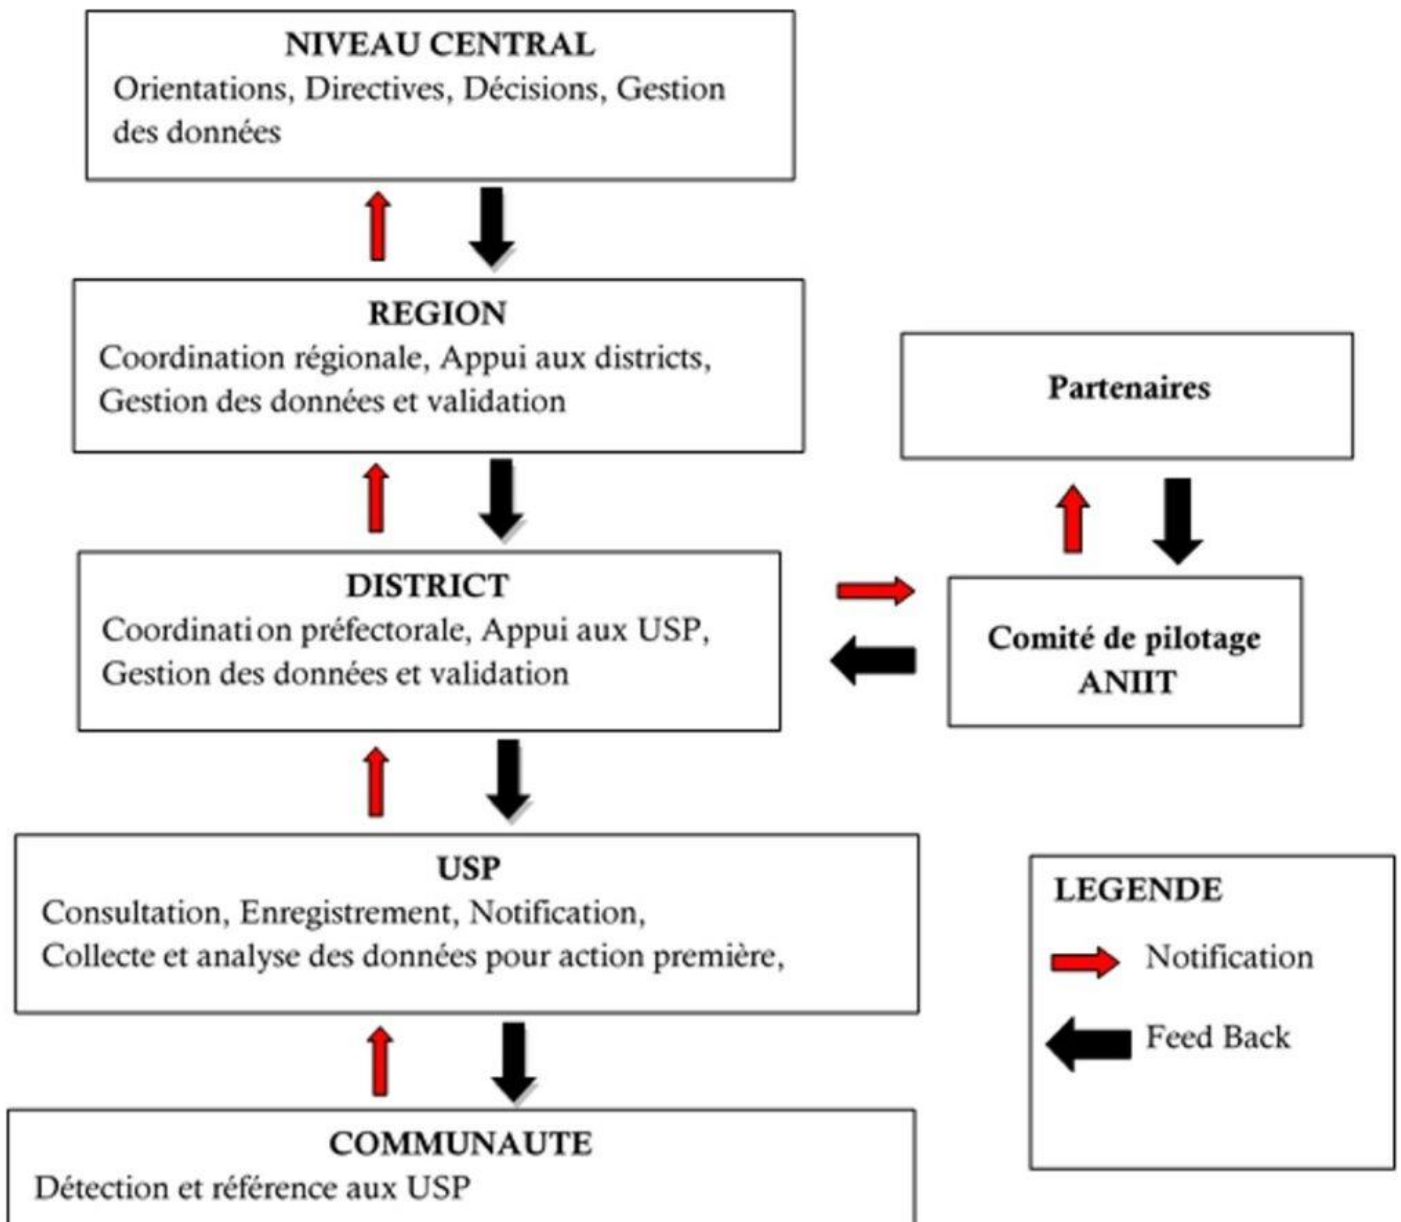 NIVEAU CENTRAL
Orientations, Directives, Décisions, Gestion
des données
REGION
Coordination régionale, Appui aux districts,
Gestion des données et validation
Partenaires
DISTRICT
Coordination préfectorale, Appui aux USP,
Gestion des données et validation
Comité de pilotage
ANIIT
USP
Consultation, Enregistrement, Notification,
Collecte et analyse des données pour action première,
LEGENDE
Notification
Feed Back
COMMUNAUTE
Détection et référence aux USP